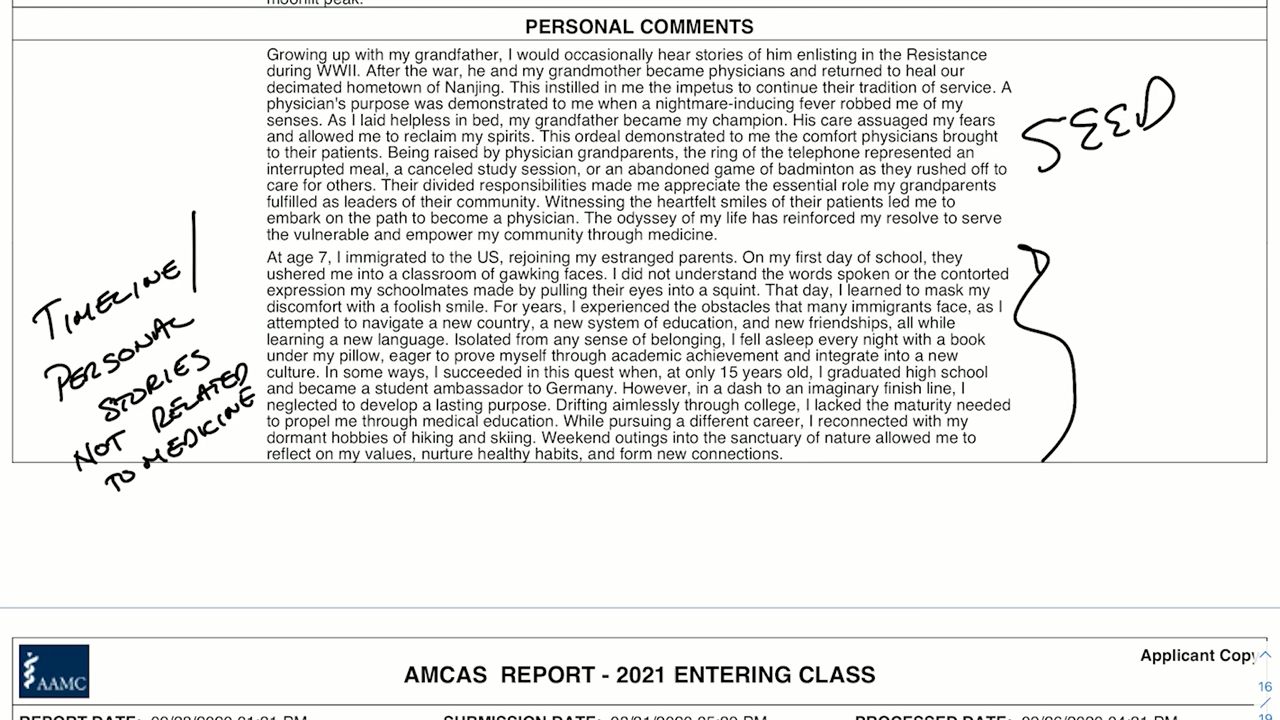 PERSONAL COMMENTS
Growing up with my grandfather, I would occasionally hear stories of him enlisting in the Resistance
during WWII. After the war, he and my grandmother became physicians and returned to heal our
decimated hometown of Nanjing. This instilled in me the impetus to continue their tradition of service. A
physician's purpose was demonstrated to me when a nightmare-inducing fever robbed me of my
senses. As I laid helpless in bed, my grandfather became my champion. His care assuaged my fears
and allowed me to reclaim my spirits. This ordeal demonstrated to me the comfort physicians brought
to their patients. Being raised by physician grandparents, the ring of the telephone represented an
interrupted meal, a canceled study session, or an abandoned game of badminton as they rushed off to
care for others. Their divided responsibilities made me appreciate the essential role my grandparents
fulfilled as leaders of their community. Witnessing the heartfelt smiles of their patients led me to
embark on the path to become a physician. The odyssey of my life has reinforced my resolve to serve
the vulnerable and empower my community through medicine.
SEED
At age 7, I immigrated to the US, rejoining my estranged parents. On my first day of school, they
ushered me into a classroom of gawking faces. I did not understand the words spoken or the contorted
expression my schoolmates made by pulling their eyes into a squint. That day, I learned to mask my
discomfort with a foolish smile. For years, I experienced the obstacles that many immigrants face, as I
attempted to navigate a new country, a new system of education, and new friendships, all while
learning a new language. Isolated from any sense of belonging, I fell asleep every night with a book
under my pillow, eager to prove myself through academic achievement and integrate into a new
culture. In some ways, I succeeded in this quest when, at only 15 years old, I graduated high school
and became a student ambassador to Germany. However, in a dash to an imaginary finish line, I
neglected to develop a lasting purpose. Drifting aimlessly through college, I lacked the maturity needed
to propel me through medical education. While pursuing a different career, I reconnected with my
dormant hobbies of hiking and skiing. Weekend outings into the sanctuary of nature allowed me to
reflect on my values, nurture healthy habits, and form new connections.
TIMELINE/
PERSONAL
STORIES
NOT RELATED
TO MEDICINE
Applicant Copy
AAMC
AMCAS REPORT - 2021 ENTERING CLASS
16